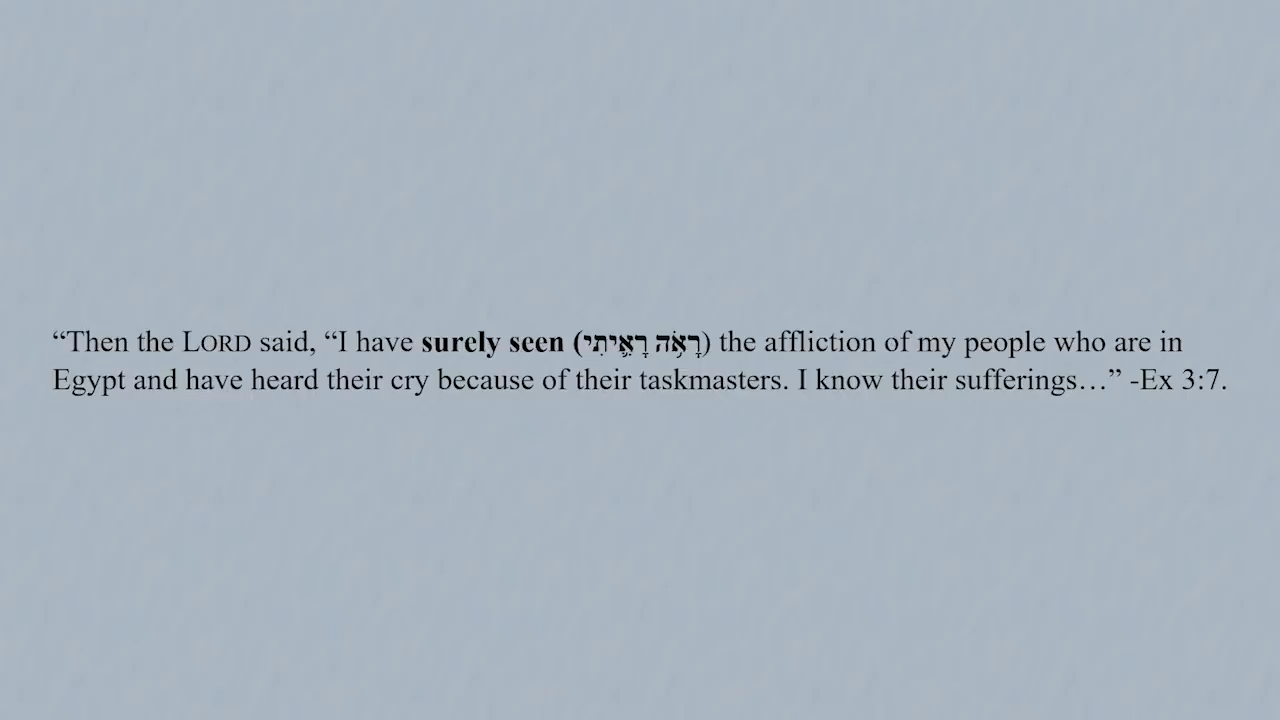 “Then the LORD said, “I have surely seen (רָאֹ֥ה רָאִ֛יתִי) the affliction of my people who are in
Egypt and have heard their cry because of their taskmasters. I know their sufferings…” -Ex 3:7.